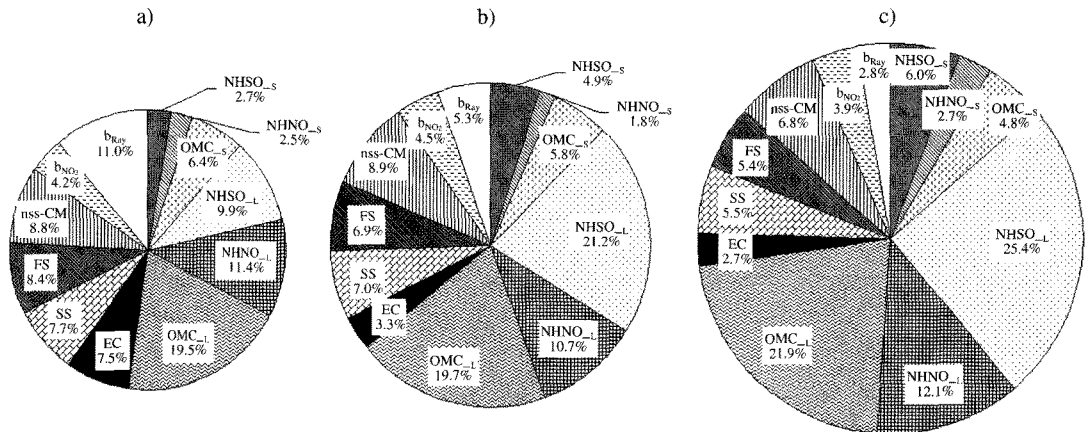 a)
NHSO_S
2.7%
NHNO_S
2.5%
OMC_S
6.4%
NHSO_L
9.9%
NHNO_L
11.4%
OMC_L
19.5%
EC
7.5%
SS
7.7%
FS
8.4%
nss-CM
8.8%
bNO2
4.2%
bRay
11.0%
b)
NHSO_S
4.9%
NHNO_S
1.8%
OMC_S
5.8%
NHSO_L
21.2%
NHNO_L
10.7%
OMC_L
19.7%
EC
3.3%
SS
7.0%
FS
6.9%
nss-CM
8.9%
bNO2
4.5%
bRay
5.3%
c)
NHSO_S
6.0%
NHNO_S
2.7%
OMC_S
4.8%
NHSO_L
25.4%
NHNO_L
12.1%
OMC_L
21.9%
EC
2.7%
SS
5.5%
FS
5.4%
nss-CM
6.8%
bNO2
3.9%
bRay
2.8%